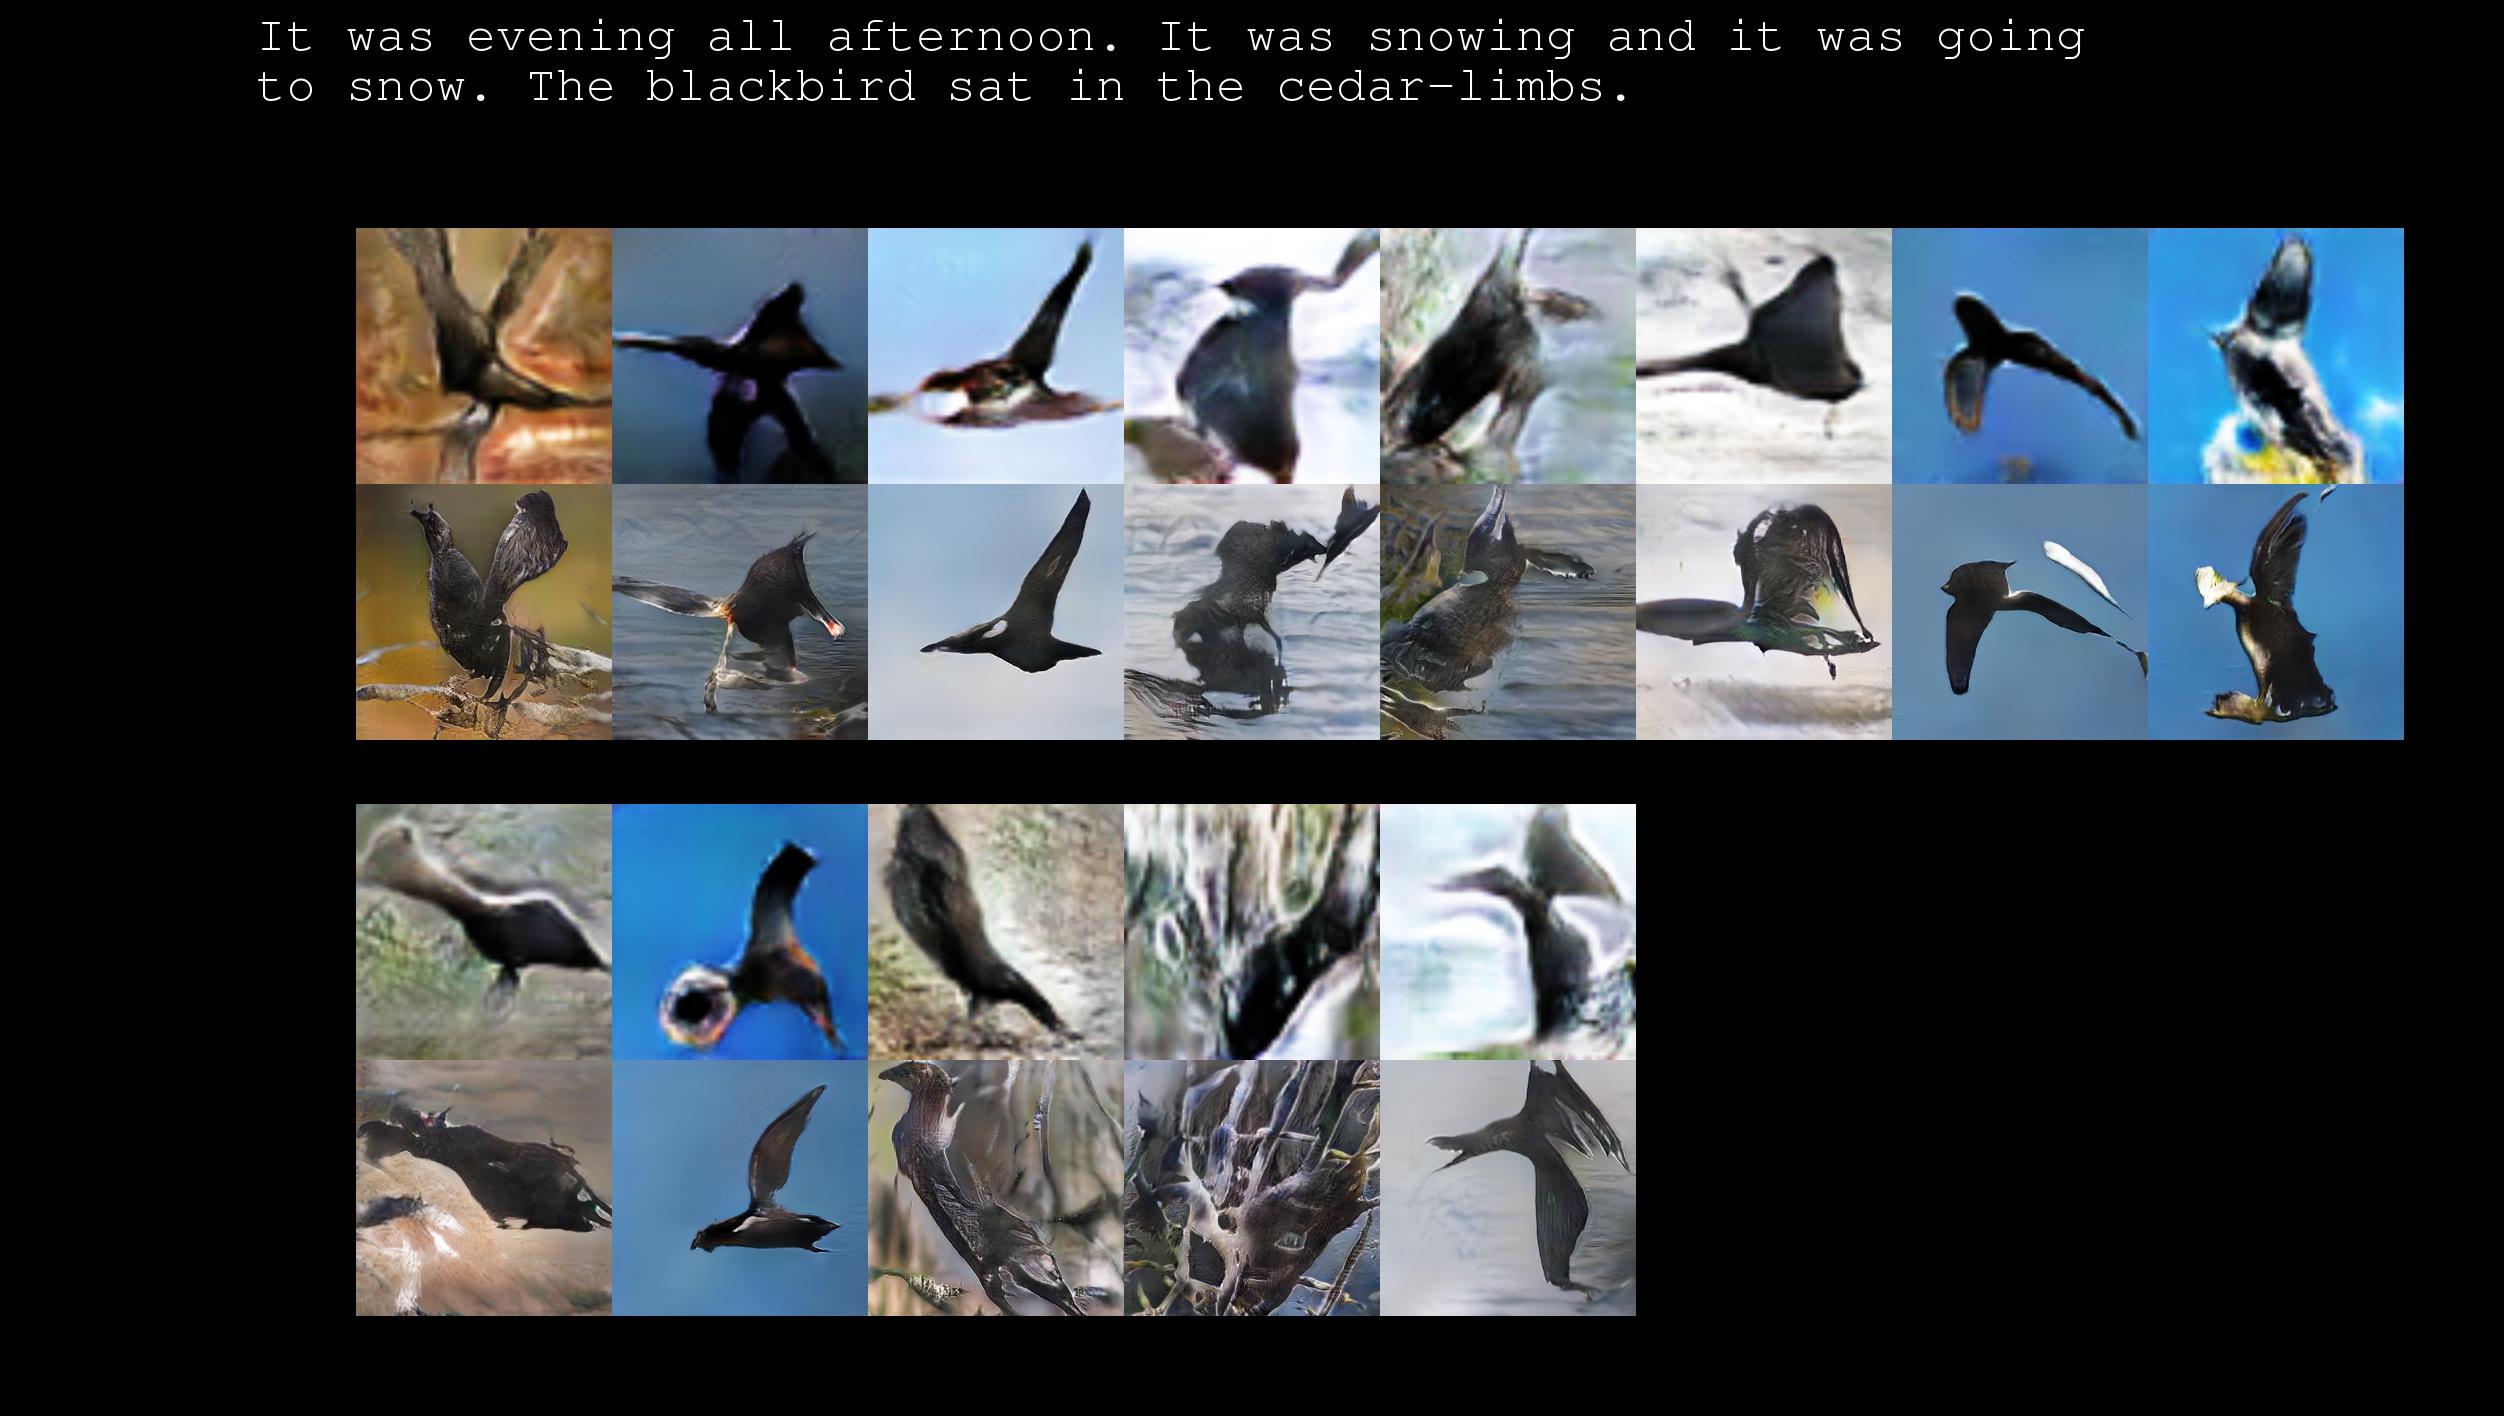 It was evening all afternoon. It was snowing and it was going
to snow. The blackbird sat in the cedar-limbs.